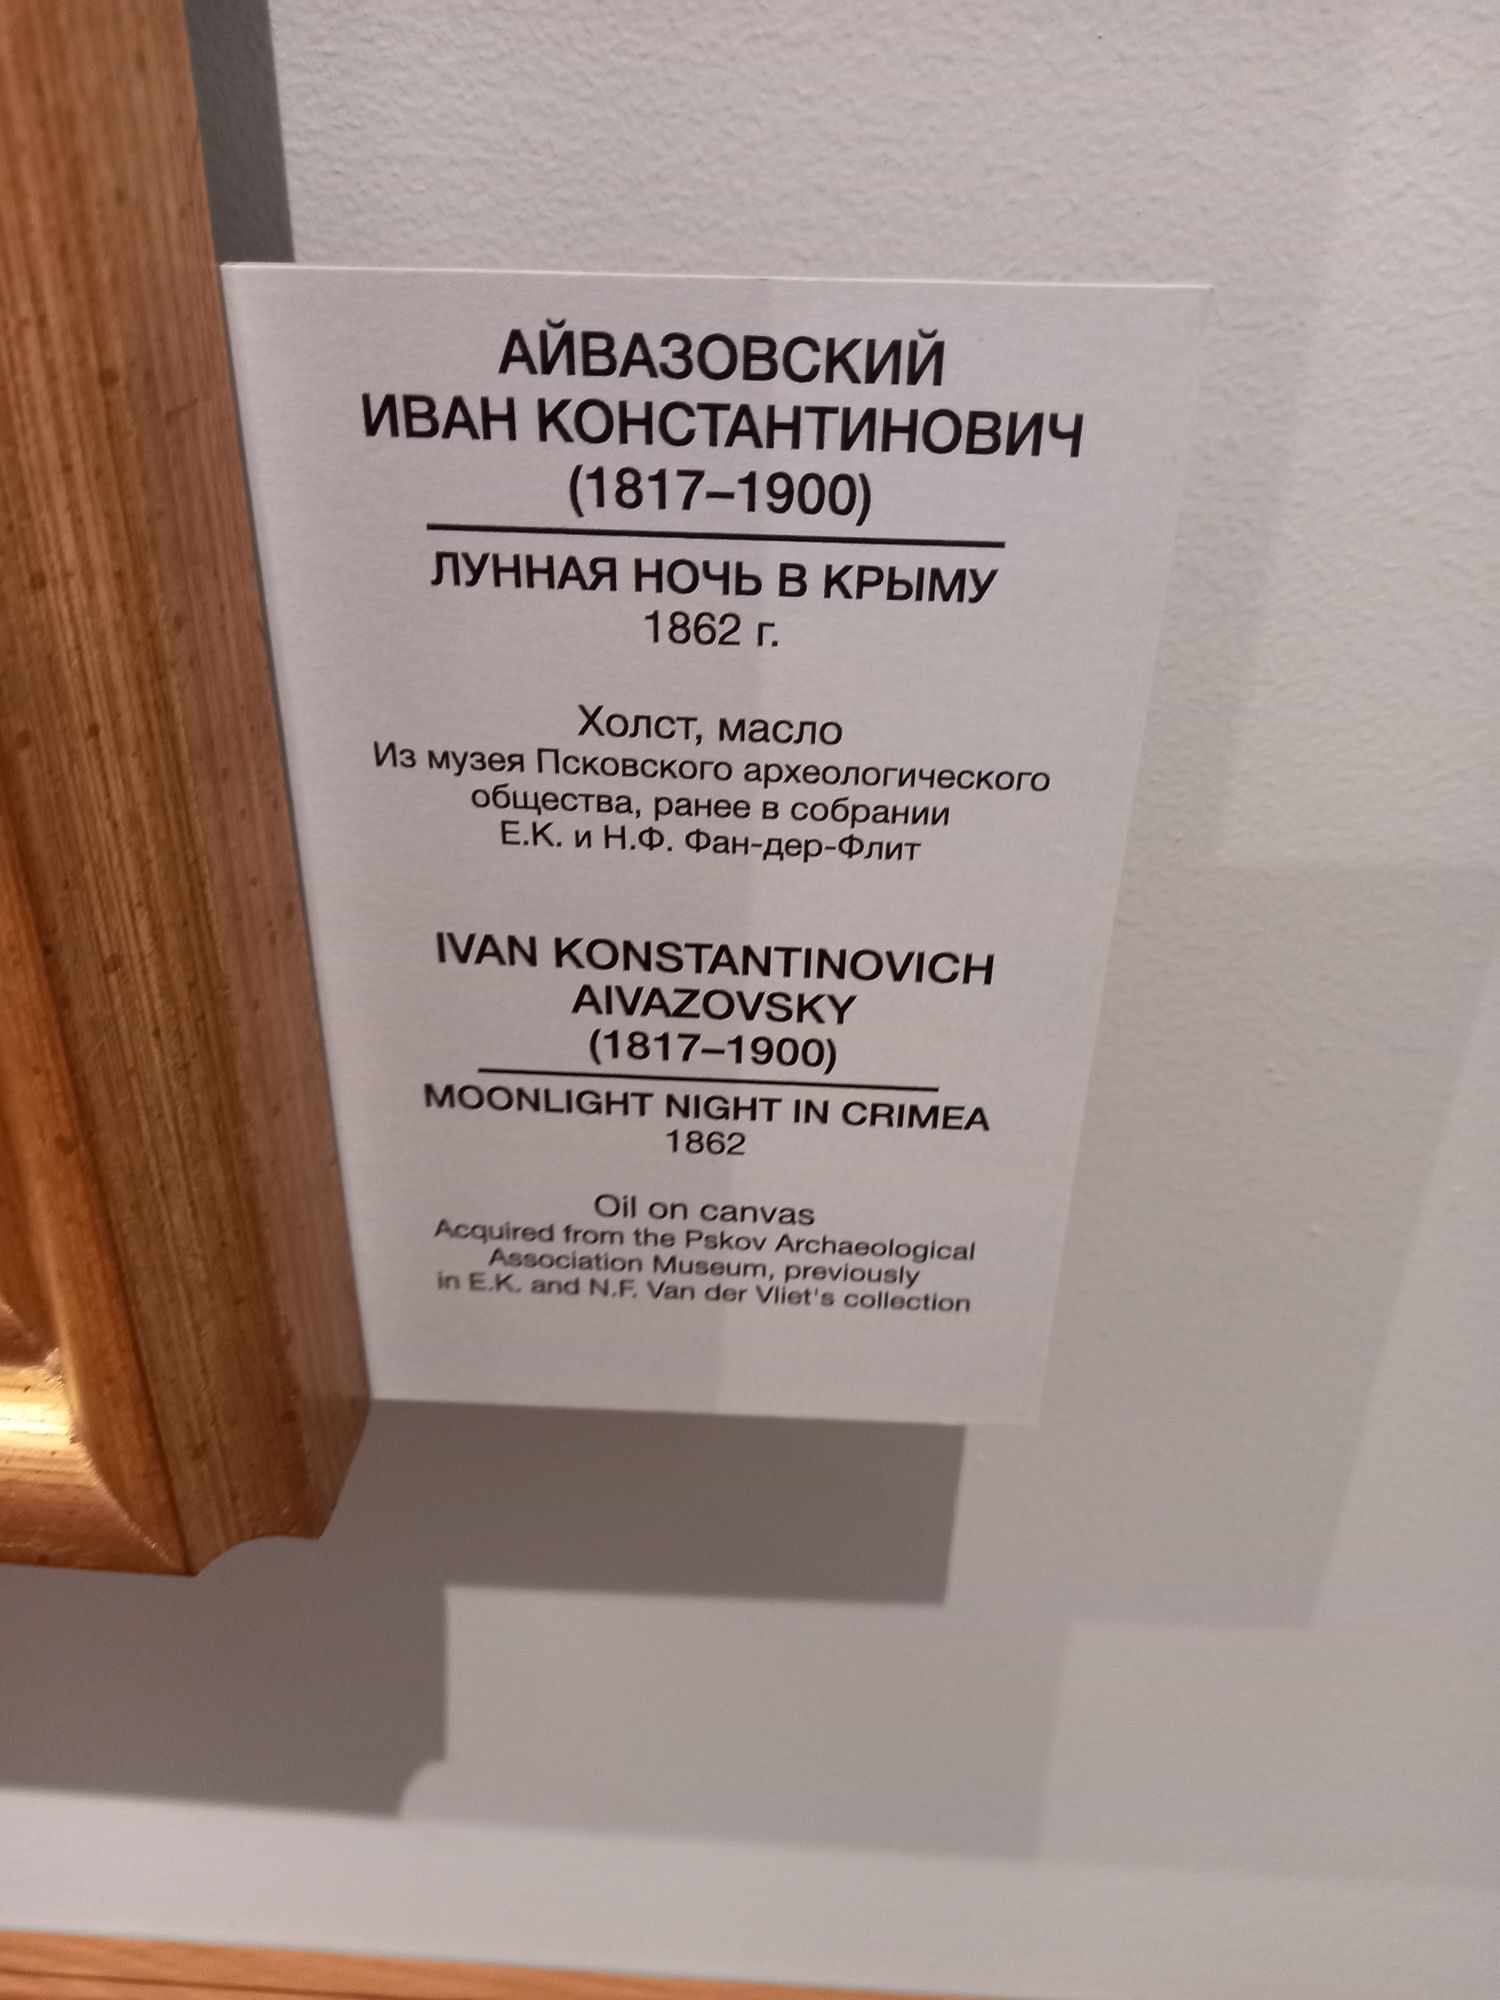 АЙВАЗОВСКИЙ
ИВАН КОНСТАНТИНОВИЧ
(1817–1900)
ЛУННАЯ НОЧЬ В КРЫМУ
1862 г.
Холст, масло
Из музея Псковского археологического
общества, ранее в собрании
Е.К. и Н.Ф. Фан-дер-Флит
IVAN KONSTANTINOVICH
AIVAZOVSKY
(1817–1900)
MOONLIGHT NIGHT IN CRIMEA
1862
Oil on canvas
Acquired from the Pskov Archaeological
Association Museum, previously
in E.K. and N.F. Van der Vliet's collection